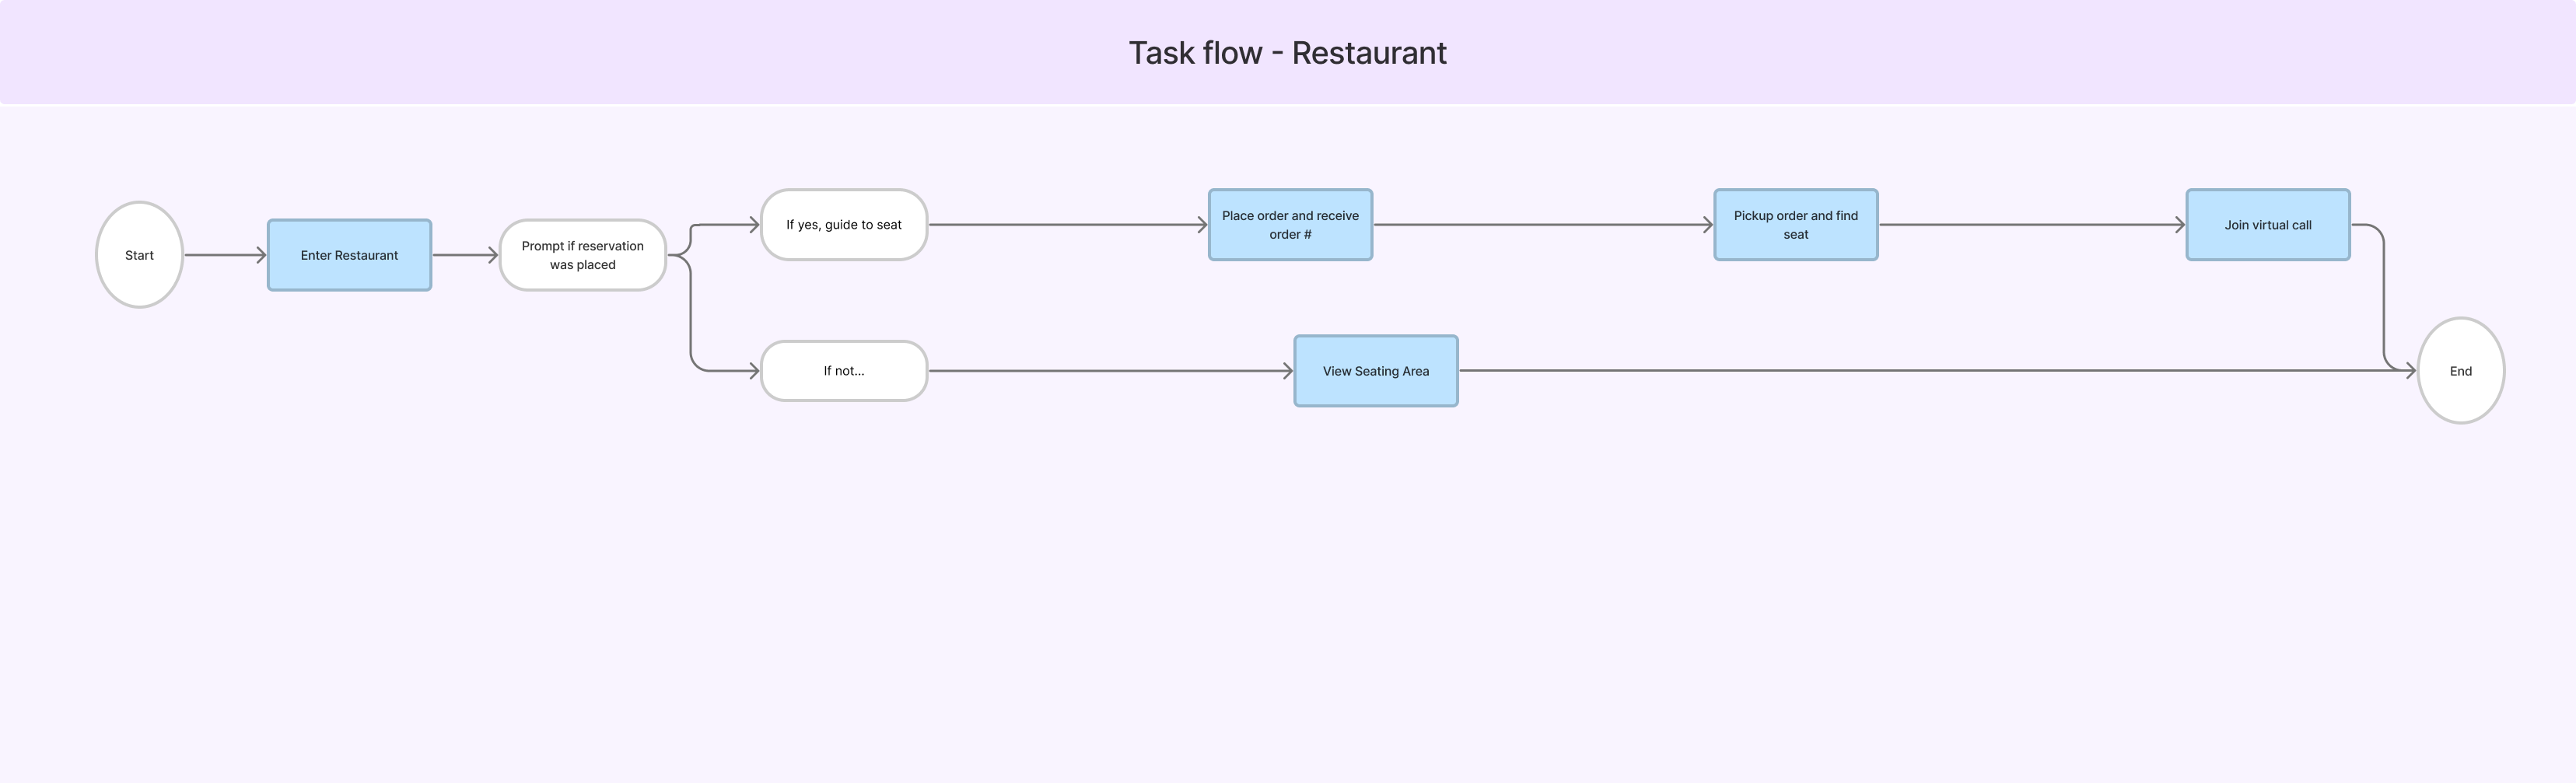 Task flow - Restaurant
Start
Enter Restaurant
Prompt if reservation
was placed
If yes, guide to seat
Place order and receive
order #
Pickup order and find
seat
Join virtual call
If not...
View Seating Area
End